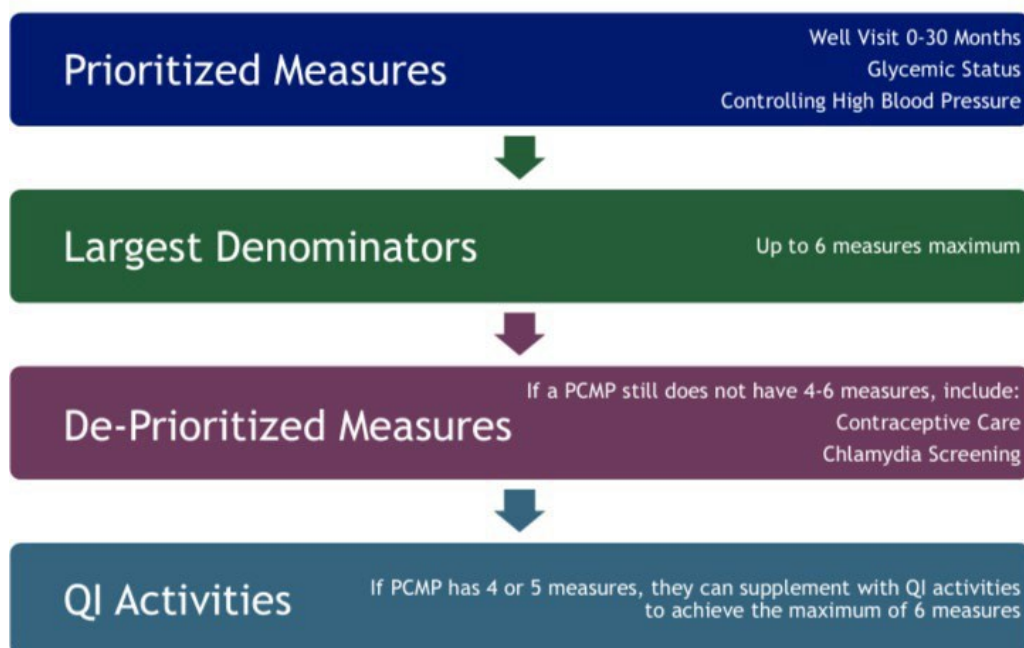 Prioritized Measures
Well Visit 0-30 Months
Glycemic Status
Controlling High Blood Pressure
Largest Denominators
Up to 6 measures maximum
De-Prioritized Measures
If a PCMP still does not have 4-6 measures, include:
Contraceptive Care
Chlamydia Screening
QI Activities
If PCMP has 4 or 5 measures, they can supplement with QI activities
to achieve the maximum of 6 measures